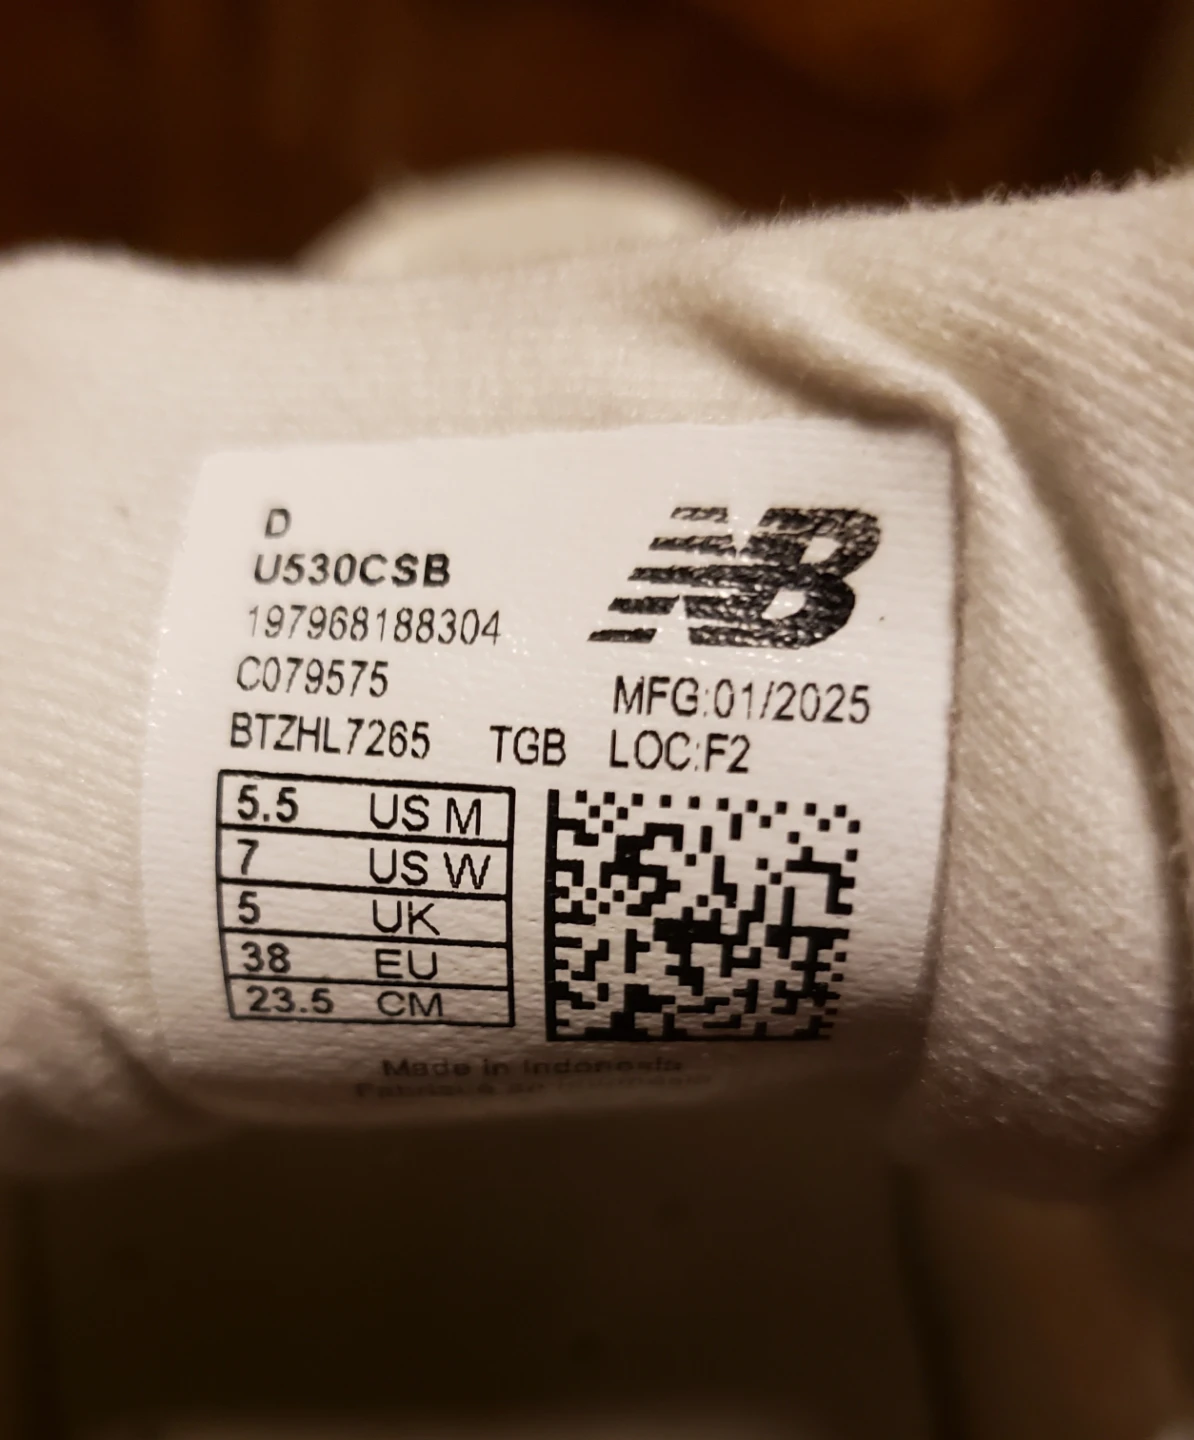 D
U530CSB
197968188304
C079575
BTZHL7265 TGB
NB
MFG:01/2025
LOC:F2
5.5 US M
7 US W
5 UK
38 EU
23.5 CM
Made in Indonesia